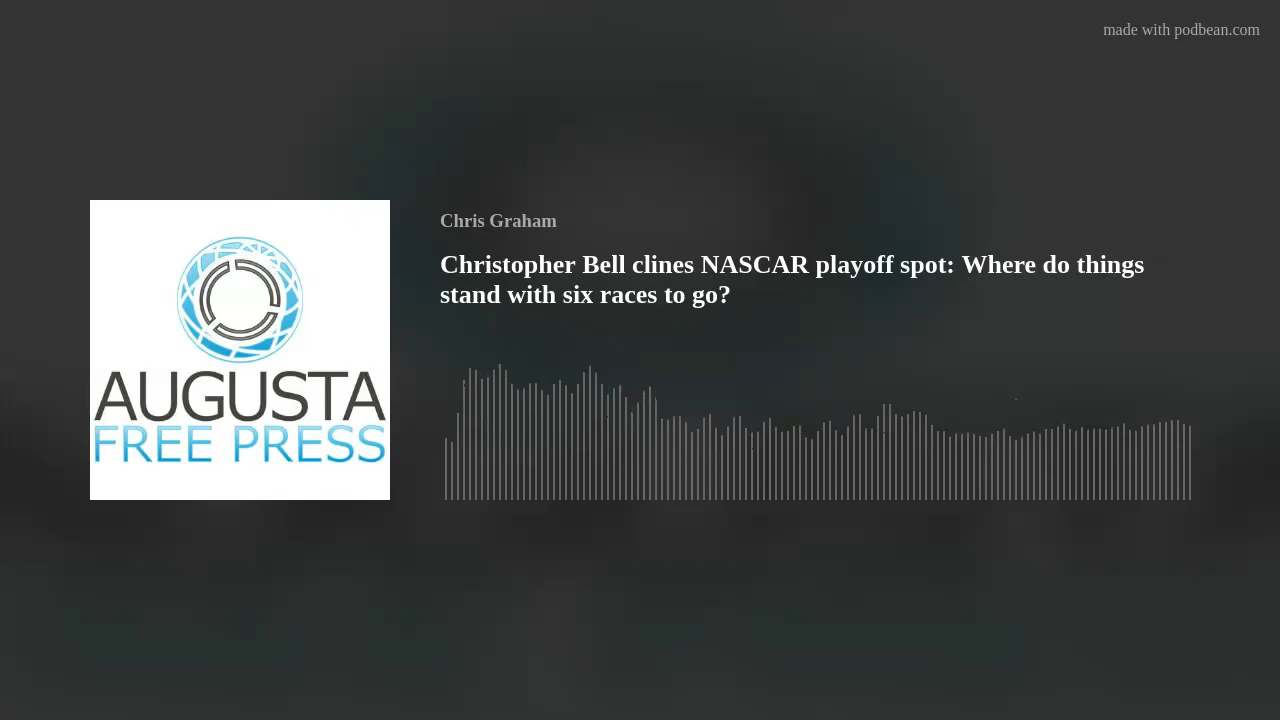 made with podbean.com
Chris Graham
Christopher Bell clines NASCAR playoff spot: Where do things
stand with six races to go?
AUGUSTA
FREE PRESS